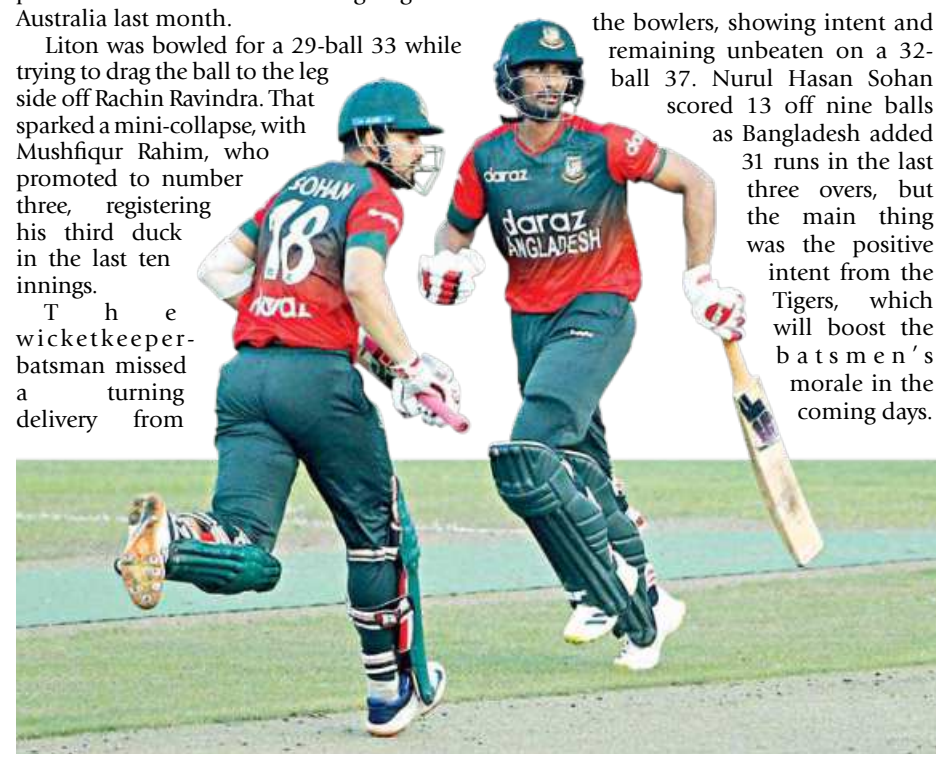 Australia last month.
Liton was bowled for a 29-ball 33 while
trying to drag the ball to the leg
side off Rachin Ravindra. That
sparked a mini-collapse, with
Mushfiqur Rahim, who
promoted to number
three, registering
his third duck
in the last ten
innings.
The
wicketkeeper-
batsman missed
a turning
delivery from
the bowlers, showing intent and
remaining unbeaten on a 32-
ball 37. Nurul Hasan Sohan
scored 13 off nine balls
as Bangladesh added
31 runs in the last
three overs, but
the main thing
was the positive
intent from the
Tigers, which
will boost the
batsmen's
morale in the
coming days.
SOHAN
18
daraz
daraz
BANGLADESH